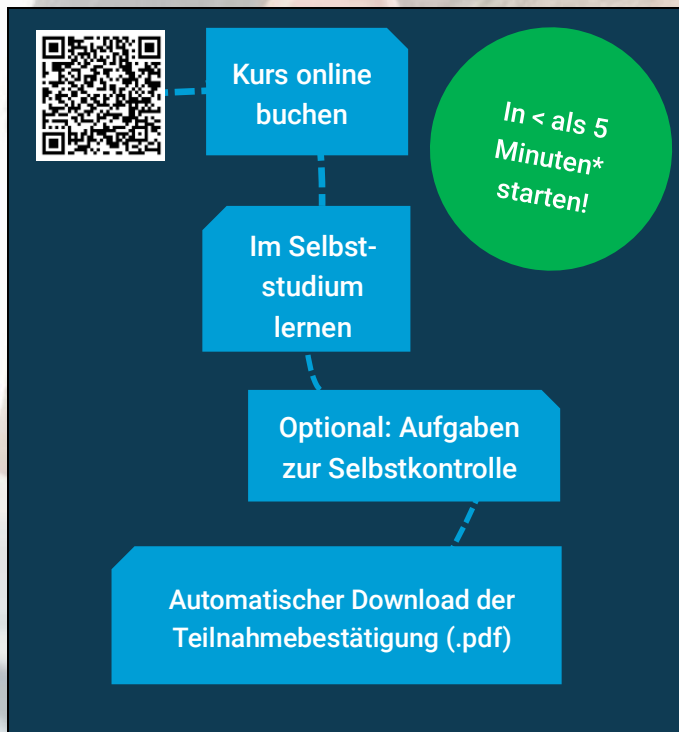 Kurs online
buchen
In < als 5
Minuten*
starten!
Im Selbst-
studium
lernen
Optional: Aufgaben
zur Selbstkontrolle
Automatischer Download der
Teilnahmebestätigung (.pdf)